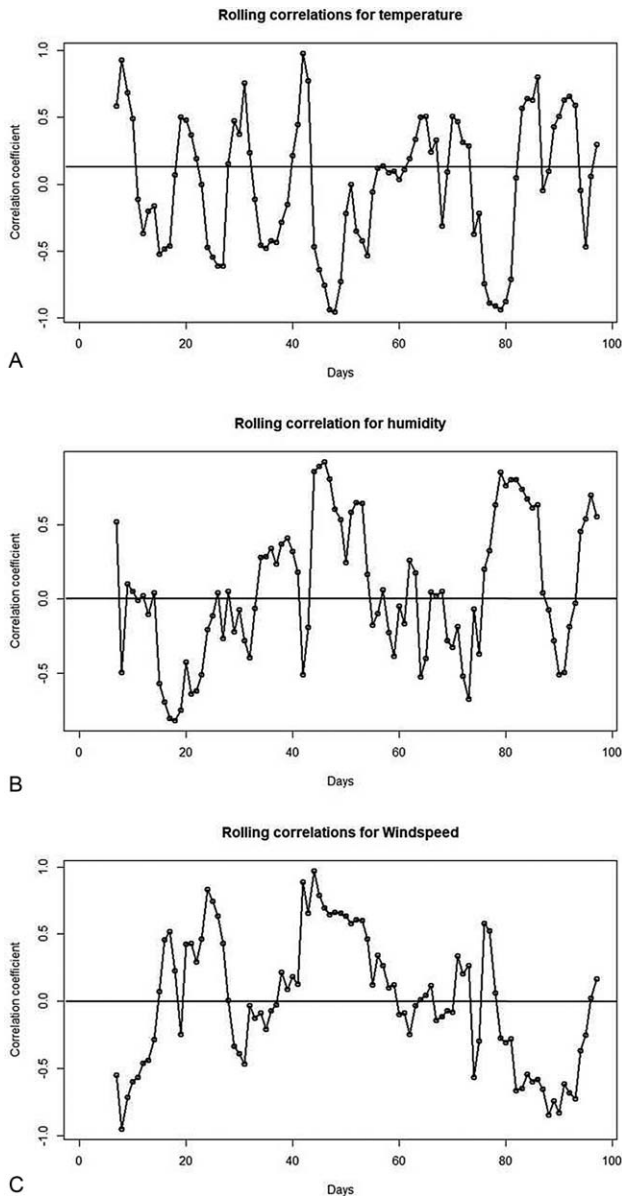 Rolling correlations for temperature
Correlation coefficient
1.0
0.5
0.0
-0.5
-1.0
0 20 40 60 80 100
Days
A
Rolling correlation for humidity
Correlation coefficient
0.5
0.0
-0.5
0 20 40 60 80 100
Days
B
Rolling correlations for Windspeed
Correlation coefficient
1.0
0.5
0.0
-0.5
-1.0
0 20 40 60 80 100
Days
C